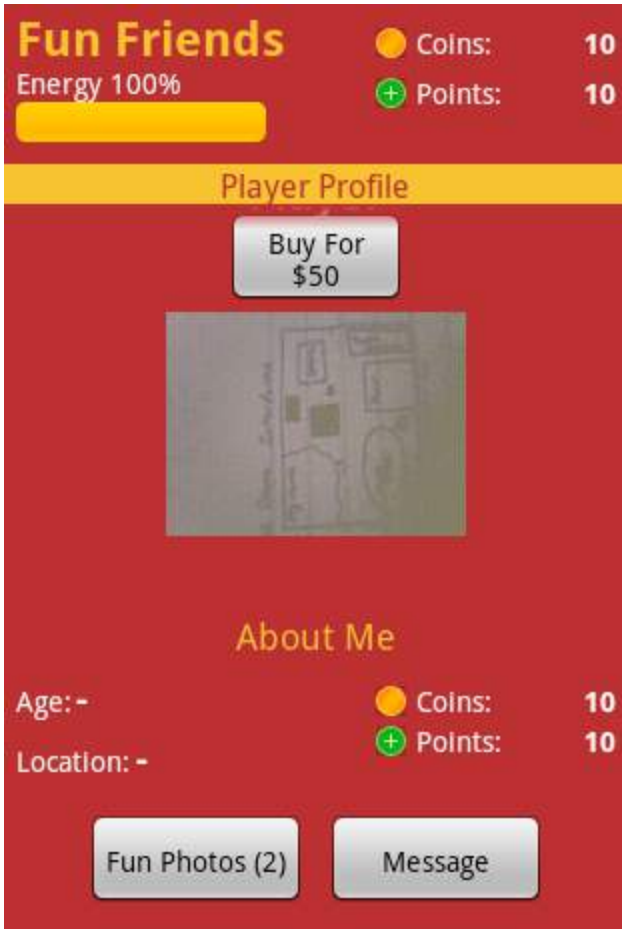 Fun Friends
Coins: 10
Energy 100%
Points: 10
Player Profile
Buy For
$50
About Me
Age: -
Coins: 10
Points: 10
Location: -
Fun Photos (2)
Message